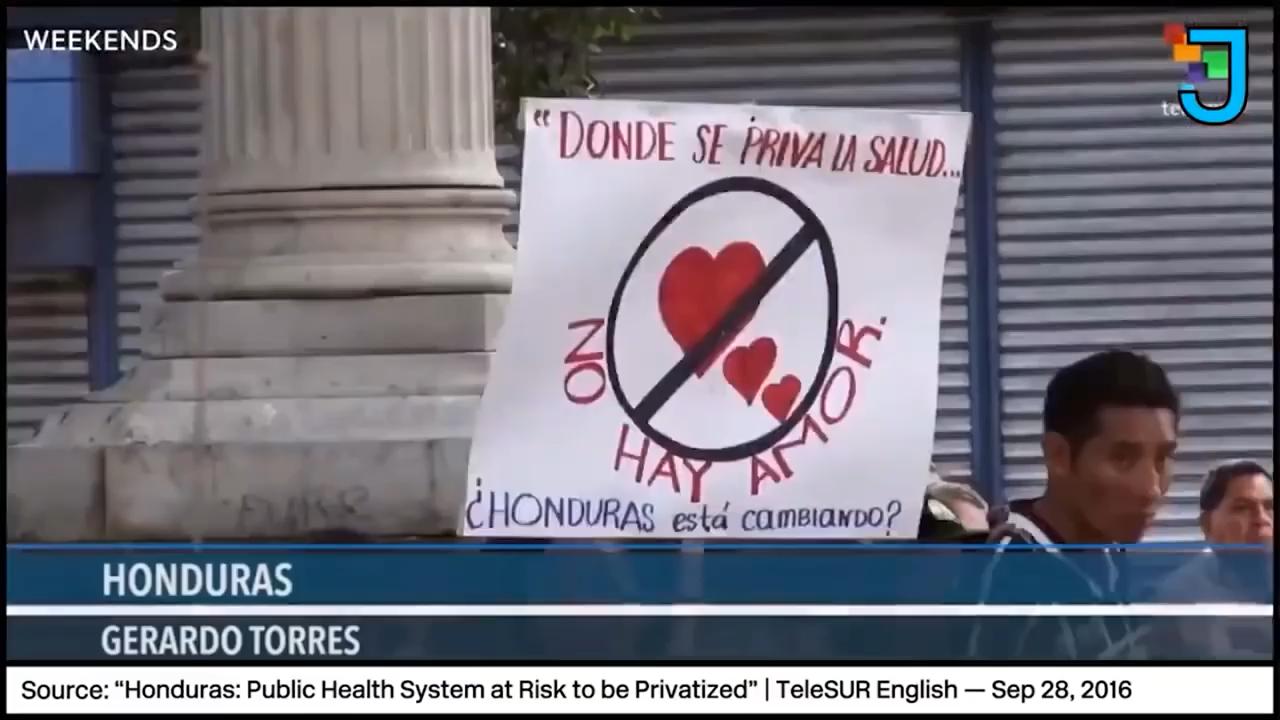 WEEKENDS
J
te
“DONDE SE PRIVA LA SALUD...
NO
HAY AMOR.
¿HONDURAS está cambiando?
HONDURAS
GERARDO TORRES
Source: “Honduras: Public Health System at Risk to be Privatized” | TeleSUR English — Sep 28, 2016